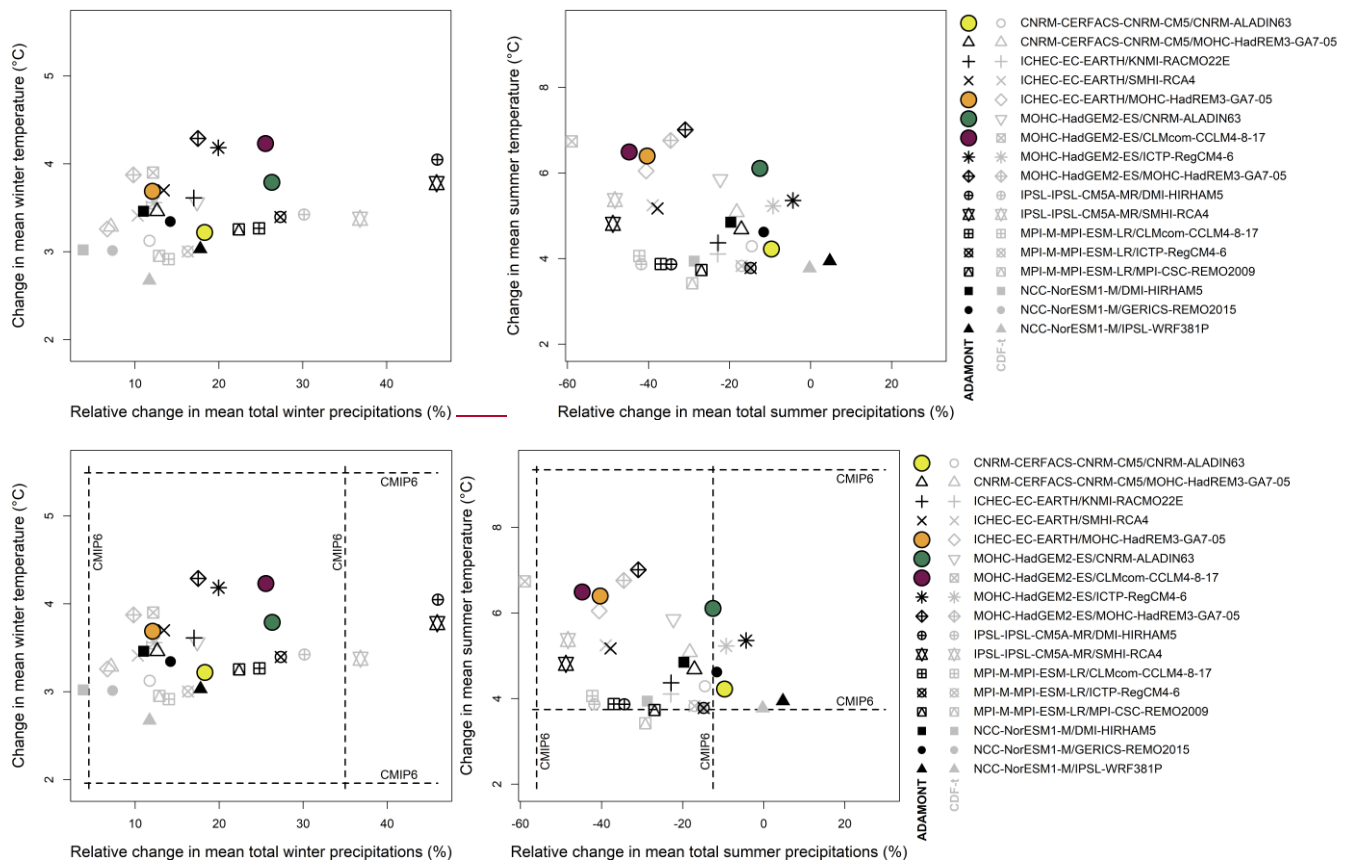 Change in mean winter temperature (°C)
5
4
3
2
10
20
30
40
Relative change in mean total winter precipitations (%)
Change in mean summer temperature (°C)
8
6
4
2
-60
-40
-20
0
20
Relative change in mean total summer precipitations (%)
CNRM-CERFACS-CNRM-CM5/CNRM-ALADIN63
CNRM-CERFACS-CNRM-CM5/MOHC-HadREM3-GA7-05
ICHEC-EC-EARTH/KNMI-RACMO22E
ICHEC-EC-EARTH/SMHI-RCA4
ICHEC-EC-EARTH/MOHC-HadREM3-GA7-05
MOHC-HadGEM2-ES/CNRM-ALADIN63
MOHC-HadGEM2-ES/CLMcom-CCLM4-8-17
MOHC-HadGEM2-ES/ICTP-RegCM4-6
MOHC-HadGEM2-ES/MOHC-HadREM3-GA7-05
IPSL-IPSL-CM5A-MR/DMI-HIRHAM5
IPSL-IPSL-CM5A-MR/SMHI-RCA4
MPI-M-MPI-ESM-LR/CLMcom-CCLM4-8-17
MPI-M-MPI-ESM-LR/ICTP-RegCM4-6
MPI-M-MPI-ESM-LR/MPI-CSC-REMO2009
NCC-NorESM1-M/DMI-HIRHAM5
NCC-NorESM1-M/GERICS-REMO2015
NCC-NorESM1-M/IPSL-WRF381P
ADAMONT
CDF-t
Change in mean winter temperature (°C)
5
4
3
2
10
20
30
40
CMIP6
CMIP6
CMIP6
CMIP6
Relative change in mean total winter precipitations (%)
Change in mean summer temperature (°C)
8
6
4
2
-60
-40
-20
0
20
CMIP6
CMIP6
CMIP6
CMIP6
Relative change in mean total summer precipitations (%)
CNRM-CERFACS-CNRM-CM5/CNRM-ALADIN63
CNRM-CERFACS-CNRM-CM5/MOHC-HadREM3-GA7-05
ICHEC-EC-EARTH/KNMI-RACMO22E
ICHEC-EC-EARTH/SMHI-RCA4
ICHEC-EC-EARTH/MOHC-HadREM3-GA7-05
MOHC-HadGEM2-ES/CNRM-ALADIN63
MOHC-HadGEM2-ES/CLMcom-CCLM4-8-17
MOHC-HadGEM2-ES/ICTP-RegCM4-6
MOHC-HadGEM2-ES/MOHC-HadREM3-GA7-05
IPSL-IPSL-CM5A-MR/DMI-HIRHAM5
IPSL-IPSL-CM5A-MR/SMHI-RCA4
MPI-M-MPI-ESM-LR/CLMcom-CCLM4-8-17
MPI-M-MPI-ESM-LR/ICTP-RegCM4-6
MPI-M-MPI-ESM-LR/MPI-CSC-REMO2009
NCC-NorESM1-M/DMI-HIRHAM5
NCC-NorESM1-M/GERICS-REMO2015
NCC-NorESM1-M/IPSL-WRF381P
ADAMONT
CDF-t